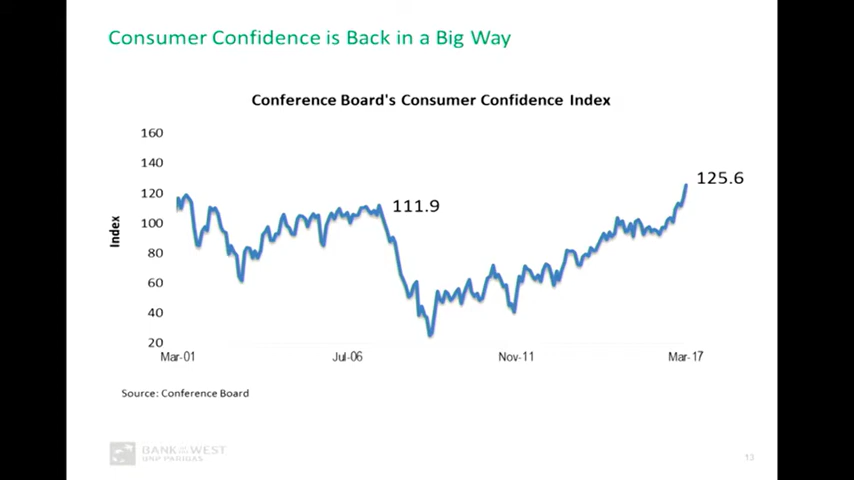 Consumer Confidence is Back in a Big Way
Conference Board's Consumer Confidence Index
160
140
120
100
80
60
40
20
Index
111.9
125.6
Mar-01
Jul-06
Nov-11
Mar-17
Source: Conference Board
BANK OF THE WEST
BNP PARIBAS
13